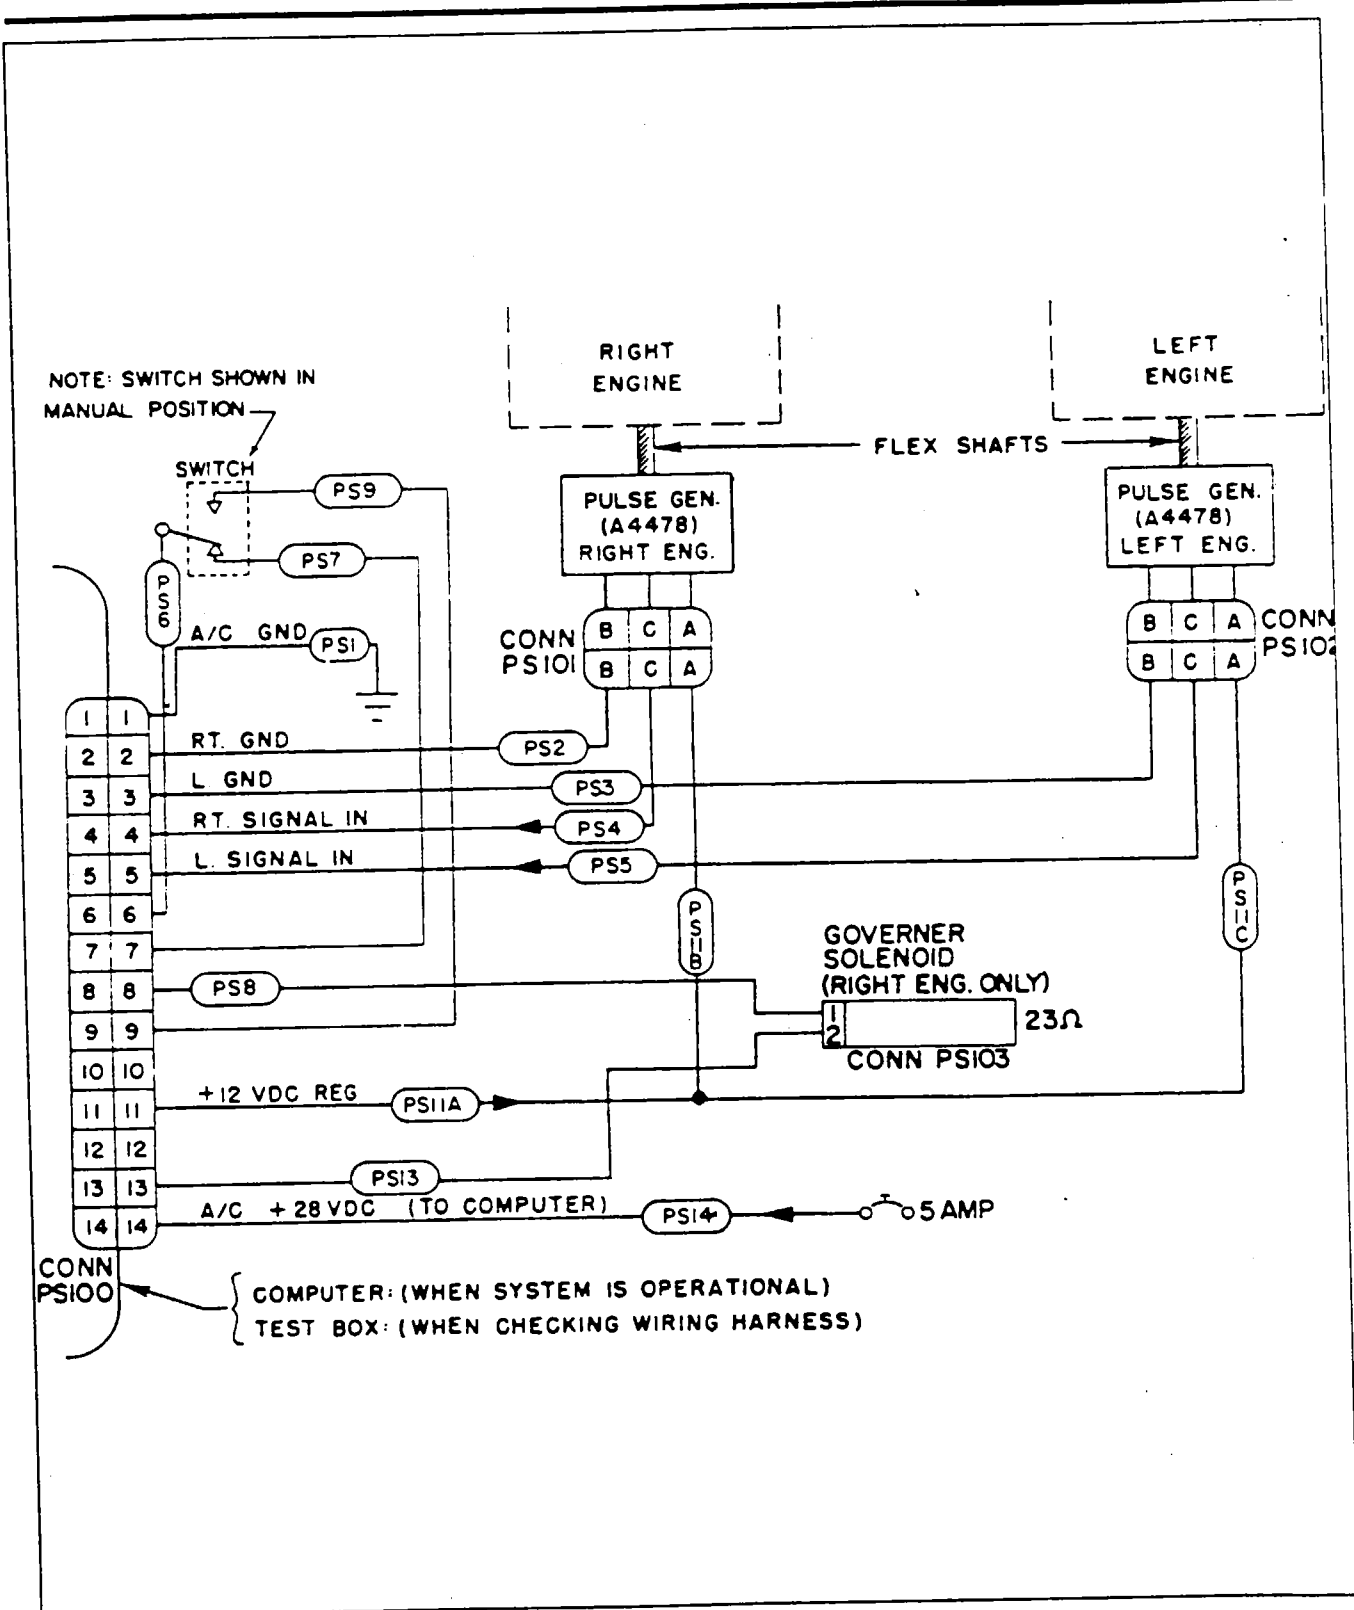 RIGHT
ENGINE
LEFT
ENGINE
NOTE: SWITCH SHOWN IN
MANUAL POSITION
FLEX SHAFTS
SWITCH
PS9
PS7
PS6
PULSE GEN.
(A4478)
RIGHT ENG.
PULSE GEN.
(A4478)
LEFT ENG.
A/C GND
PS1
CONN
PS101
B C A
B C A
B C A
B C A
CONN
PS102
1 1
2 2
3 3
4 4
5 5
6 6
7 7
8 8
9 9
10 10
11 11
12 12
13 13
14 14
RT. GND
PS2
L GND
PS3
RT. SIGNAL IN
PS4
L. SIGNAL IN
PS5
PS11B
PS11C
PS8
GOVERNER
SOLENOID
(RIGHT ENG. ONLY)
1
2
23Ω
CONN PS103
+12 VDC REG
PS11A
PS13
A/C +28VDC (TO COMPUTER)
PS14
5 AMP
CONN
PS100
COMPUTER: (WHEN SYSTEM IS OPERATIONAL)
TEST BOX: (WHEN CHECKING WIRING HARNESS)